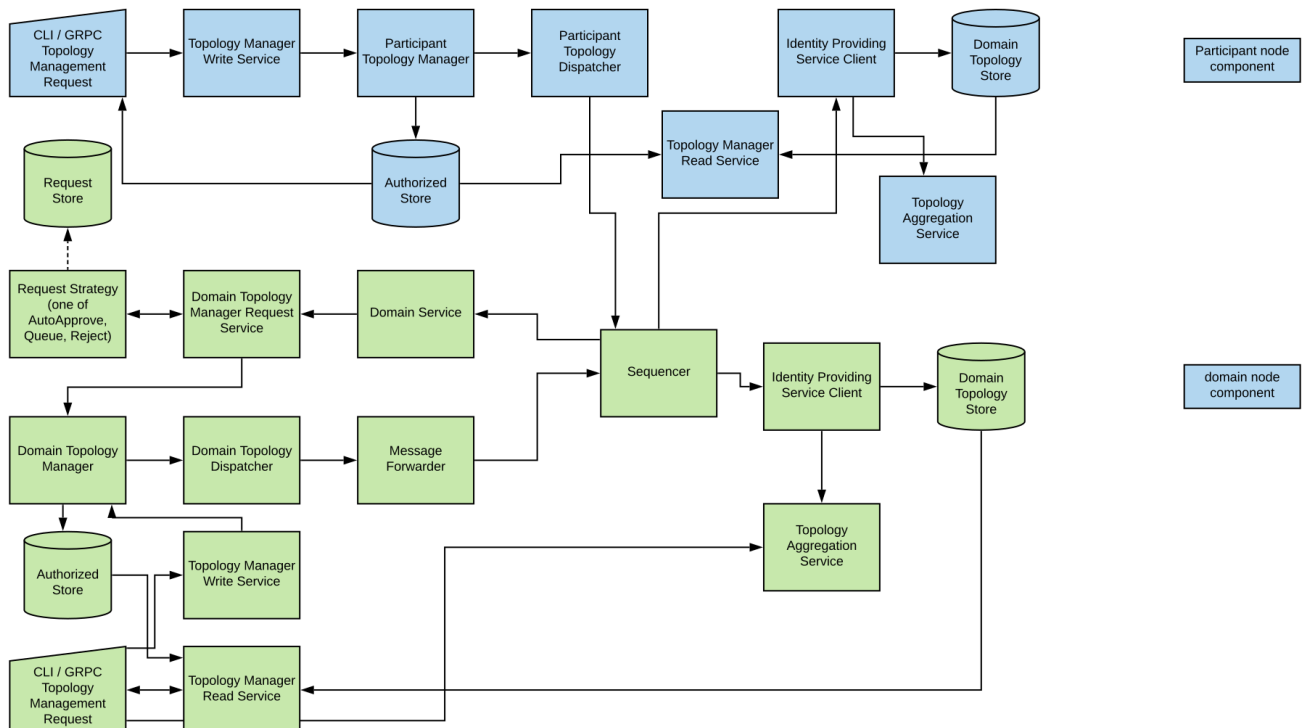 CLI / GRPC
Topology
Management
Request
Topology Manager
Write Service
Participant
Topology Manager
Participant
Topology
Dispatcher
Identity Providing
Service Client
Domain
Topology
Store
Participant node
component
Request
Store
Authorized
Store
Topology Manager
Read Service
Topology
Aggregation
Service
Request Strategy
(one of
AutoApprove,
Queue, Reject)
Domain Topology
Manager Request
Service
Domain Service
Sequencer
Identity Providing
Service Client
Domain
Topology
Store
domain node
component
Domain Topology
Manager
Domain Topology
Dispatcher
Message
Forwarder
Authorized
Store
Topology Manager
Write Service
Topology
Aggregation
Service
CLI / GRPC
Topology
Management
Request
Topology Manager
Read Service